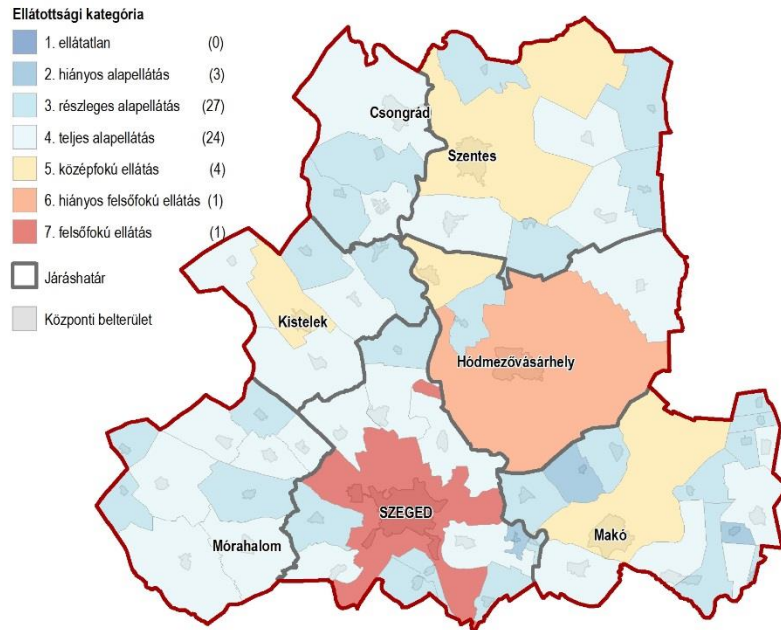 Ellátottsági kategória
1. ellátatlan (0)
2. hiányos alapellátás (3)
3. részleges alapellátás (27)
4. teljes alapellátás (24)
5. középfokú ellátás (4)
6. hiányos felsőfokú ellátás (1)
7. felsőfokú ellátás (1)
Járáshatár
Központi belterület
Csongrád
Szentes
Kistelek
Hódmezővásárhely
SZEGED
Mórahalom
Makó